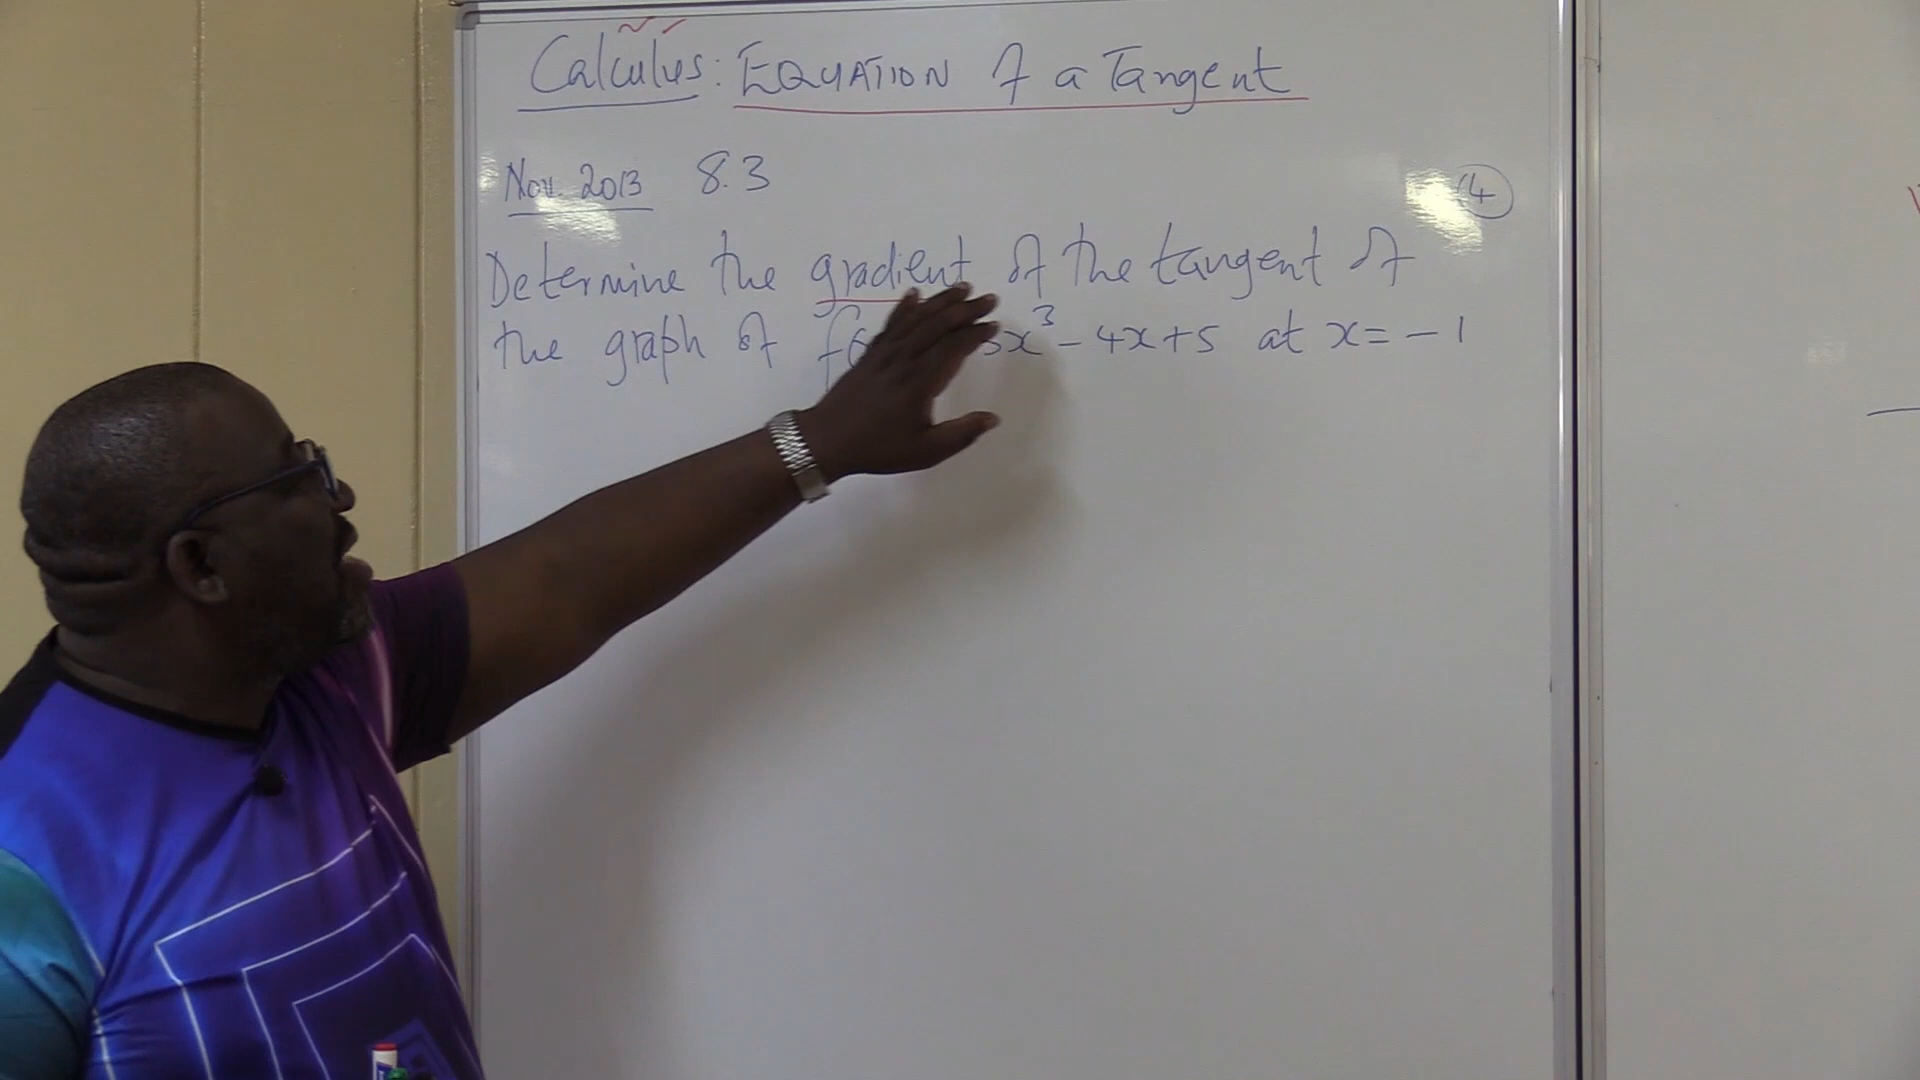 Calculus: EQUATION of a Tangent
Nov. 2013 8.3
4
Determine the gradient of the tangent of
the graph of f( x³ - 4x + 5 at x = - 1